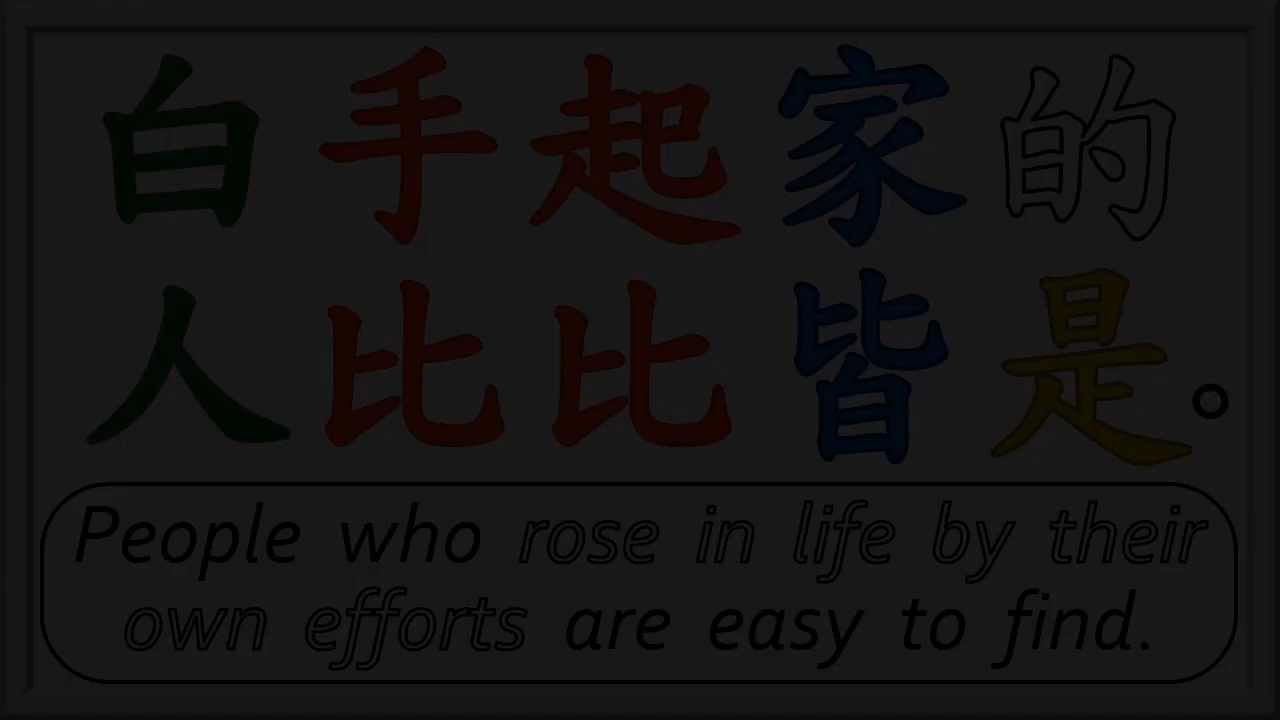 白手起家的
人比比皆是。
People who rose in life by their
own efforts are easy to find.